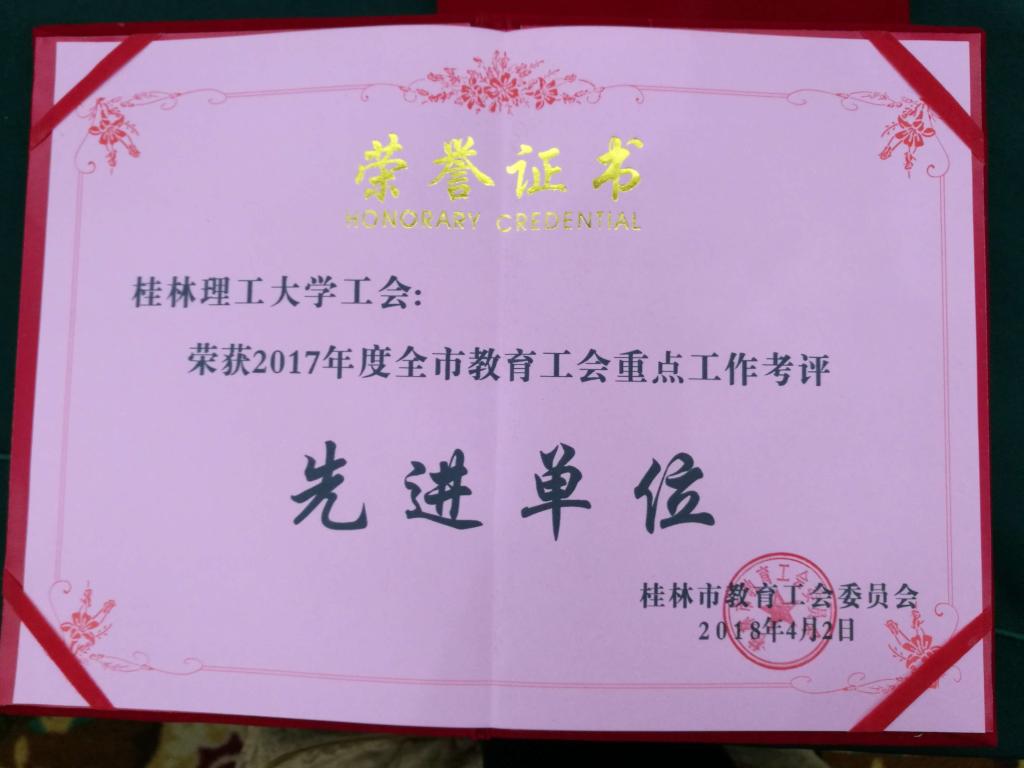 荣誉证书
HONORARY CREDENTIAL
桂林理工大学工会:
荣获2017年度全市教育工会重点工作考评
先进单位
桂林市教育工会委员会
2018年4月2日